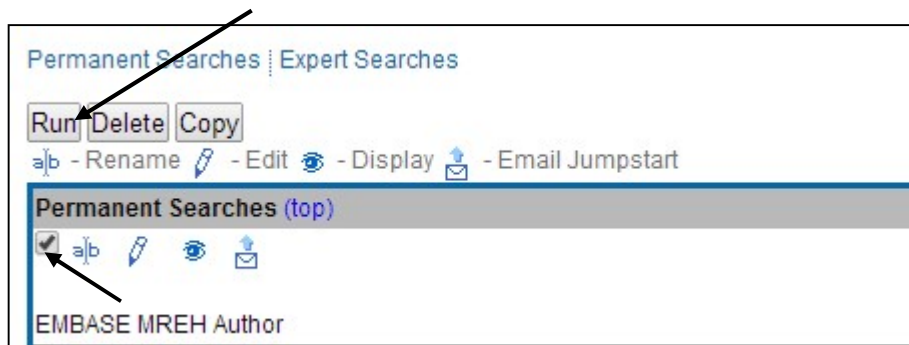 Permanent Searches | Expert Searches
Run Delete Copy
a|b - Rename - Edit - Display - Email Jumpstart
Permanent Searches (top)
a|b
EMBASE MREH Author